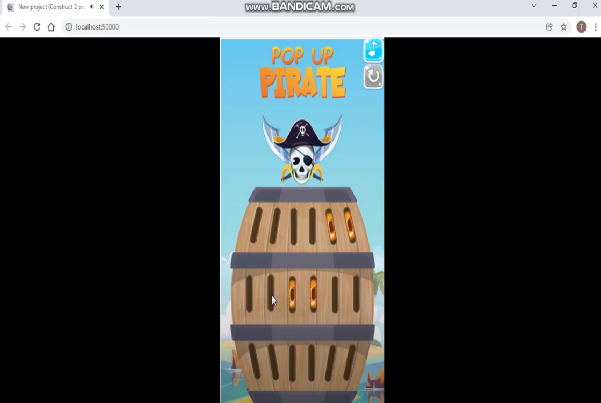 www.BANDICAM.com
New project (Construct 2 pr
localhost:50000
T
POP UP
PIRATE